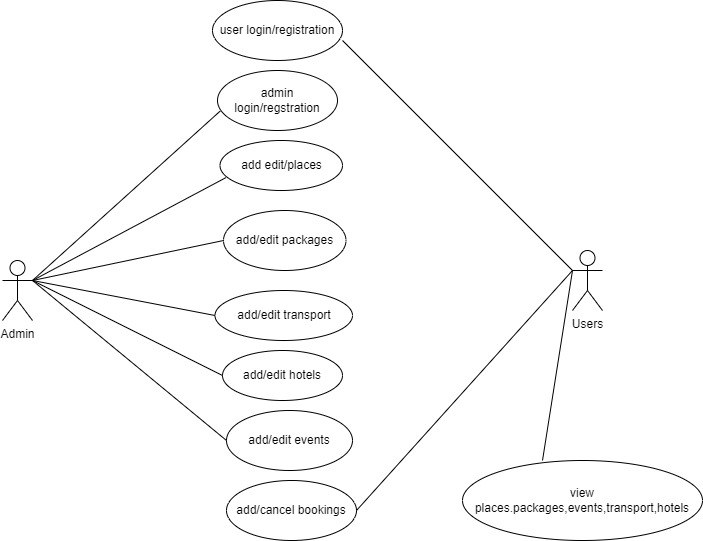 user login/registration
admin
login/regstration
add edit/places
add/edit packages
add/edit transport
Admin
Users
add/edit hotels
add/edit events
add/cancel bookings
view
places.packages,events,transport,hotels